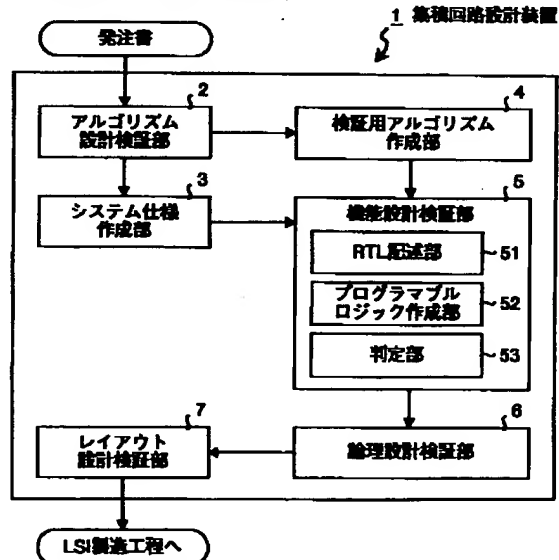 1 集積回路設計装置
発注書
2
アルゴリズム
設計検証部
4
検証用アルゴリズム
作成部
3
システム仕様
作成部
5
機能設計検証部
RTL記述部
51
プログラマブル
ロジック作成部
52
判定部
53
7
レイアウト
設計検証部
6
論理設計検証部
LSI製造工程へ